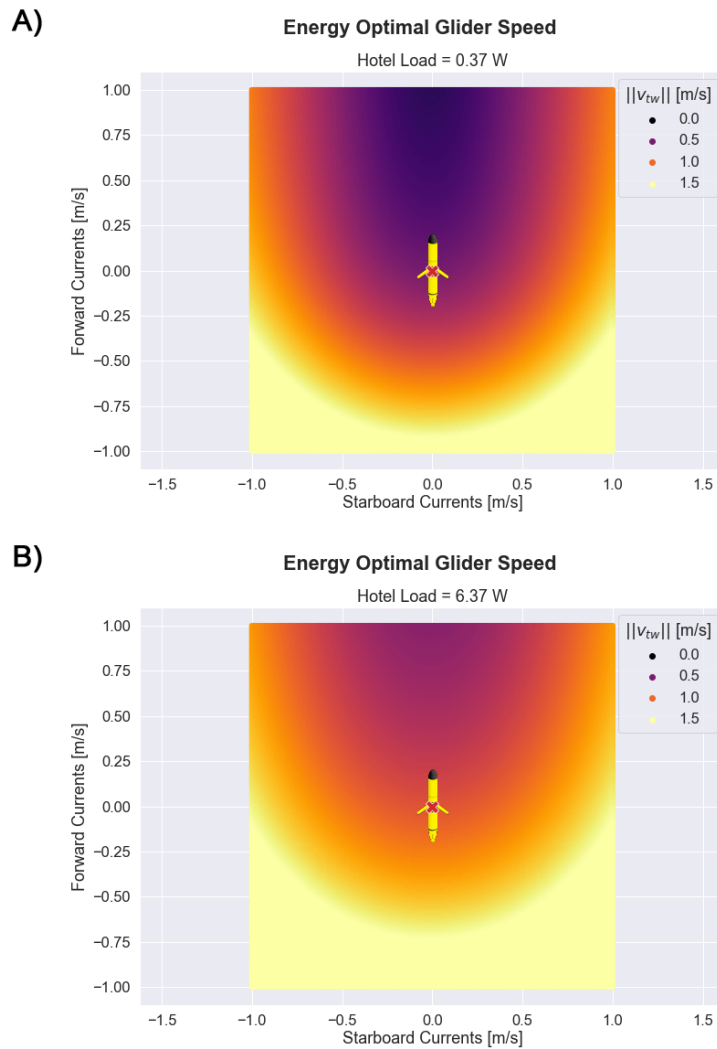 A)
Energy Optimal Glider Speed
Hotel Load = 0.37 W
||v_{tw}|| [m/s]
0.0
0.5
1.0
1.5
1.00
0.75
0.50
0.25
0.00
−0.25
−0.50
−0.75
−1.00
Forward Currents [m/s]
−1.5 −1.0 −0.5 0.0 0.5 1.0 1.5
Starboard Currents [m/s]
B)
Energy Optimal Glider Speed
Hotel Load = 6.37 W
||v_{tw}|| [m/s]
0.0
0.5
1.0
1.5
1.00
0.75
0.50
0.25
0.00
−0.25
−0.50
−0.75
−1.00
Forward Currents [m/s]
−1.5 −1.0 −0.5 0.0 0.5 1.0 1.5
Starboard Currents [m/s]